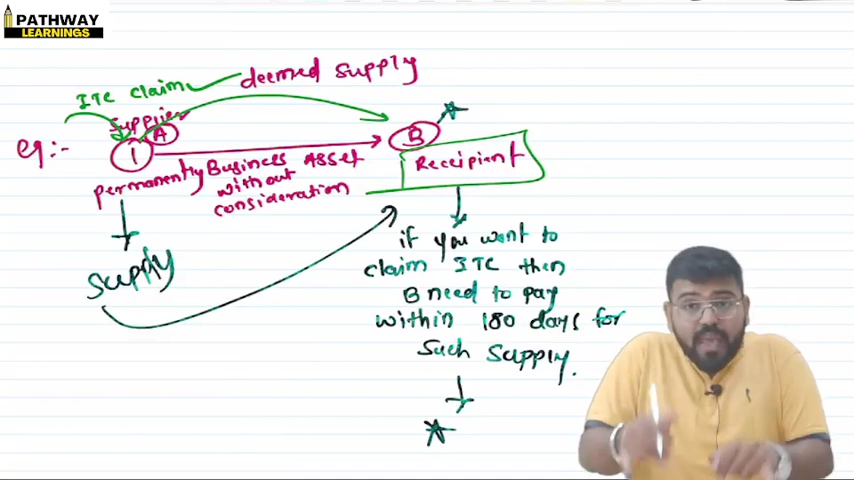 PATHWAY
LEARNINGS
ITC claim
deemed supply
Supplier
eg:-
1
A
B
Receipient
permanently Business Asset
without
consideration
supply
if you want to
claim ITC then
B need to pay
within 180 days for
Such supply.